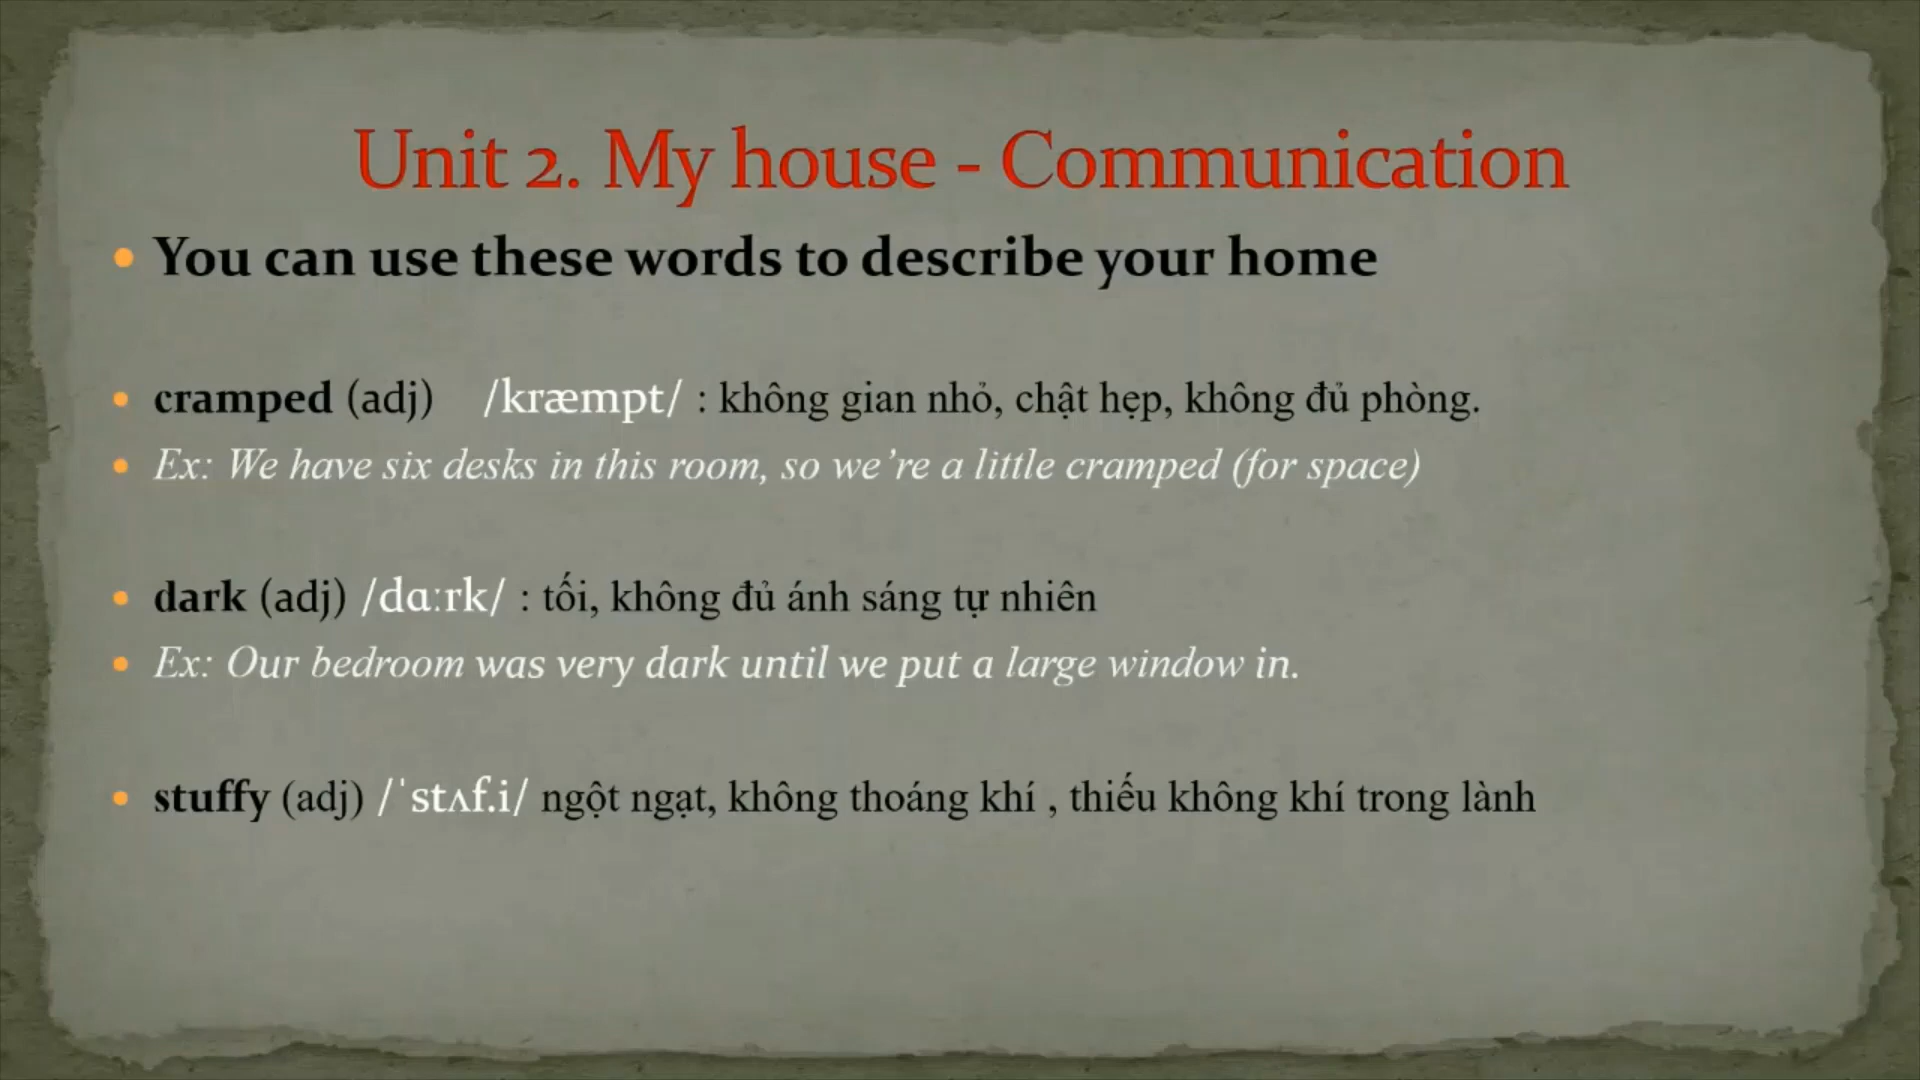 Unit 2. My house - Communication
You can use these words to describe your home
cramped (adj) /kræmpt/ : không gian nhỏ, chật hẹp, không đủ phòng.
Ex: We have six desks in this room, so we’re a little cramped (for space)
dark (adj) /dɑːrk/ : tối, không đủ ánh sáng tự nhiên
Ex: Our bedroom was very dark until we put a large window in.
stuffy (adj) /ˈstʌf.i/ ngột ngạt, không thoáng khí , thiếu không khí trong lành